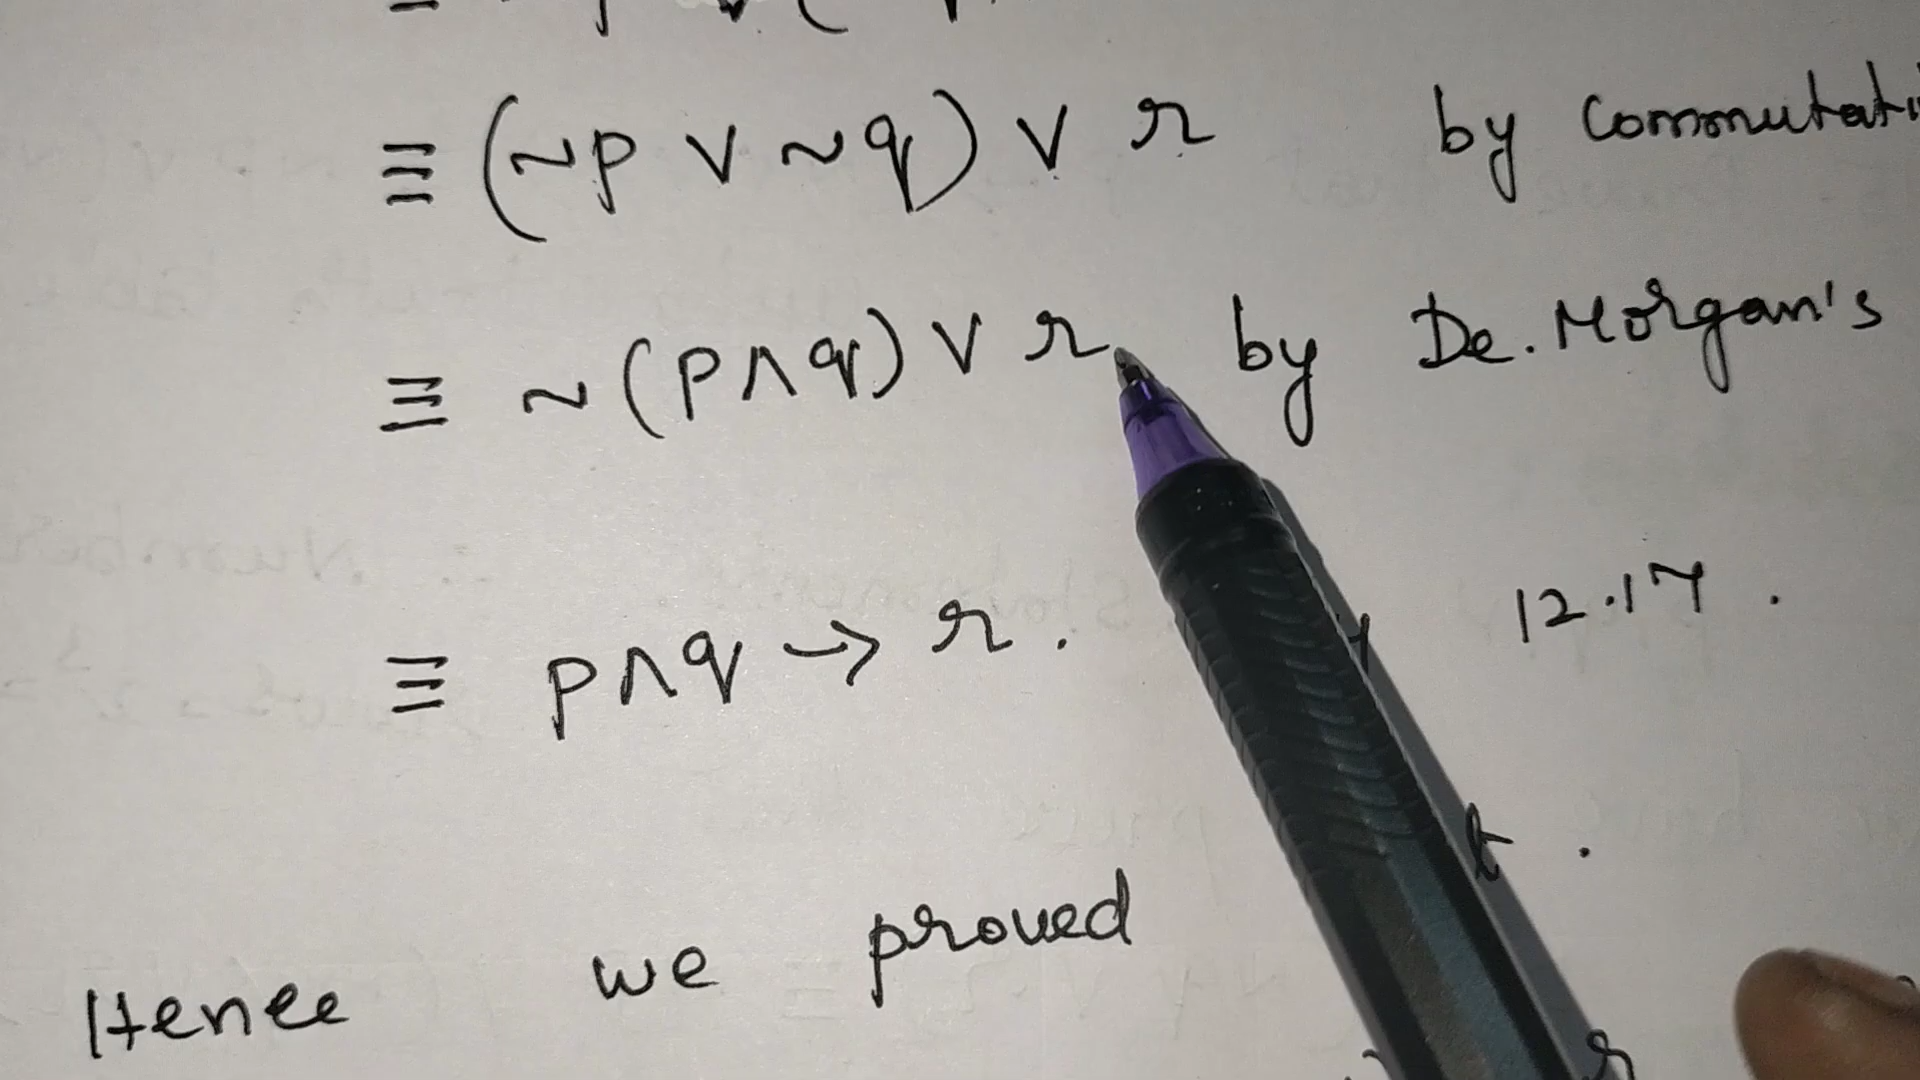 ≡ (~p ∨ ~q) ∨ r by Commutati
≡ ~(p∧q) ∨ r by De.Morgan's
≡ p∧q → r. 12.17.
Hence we proved